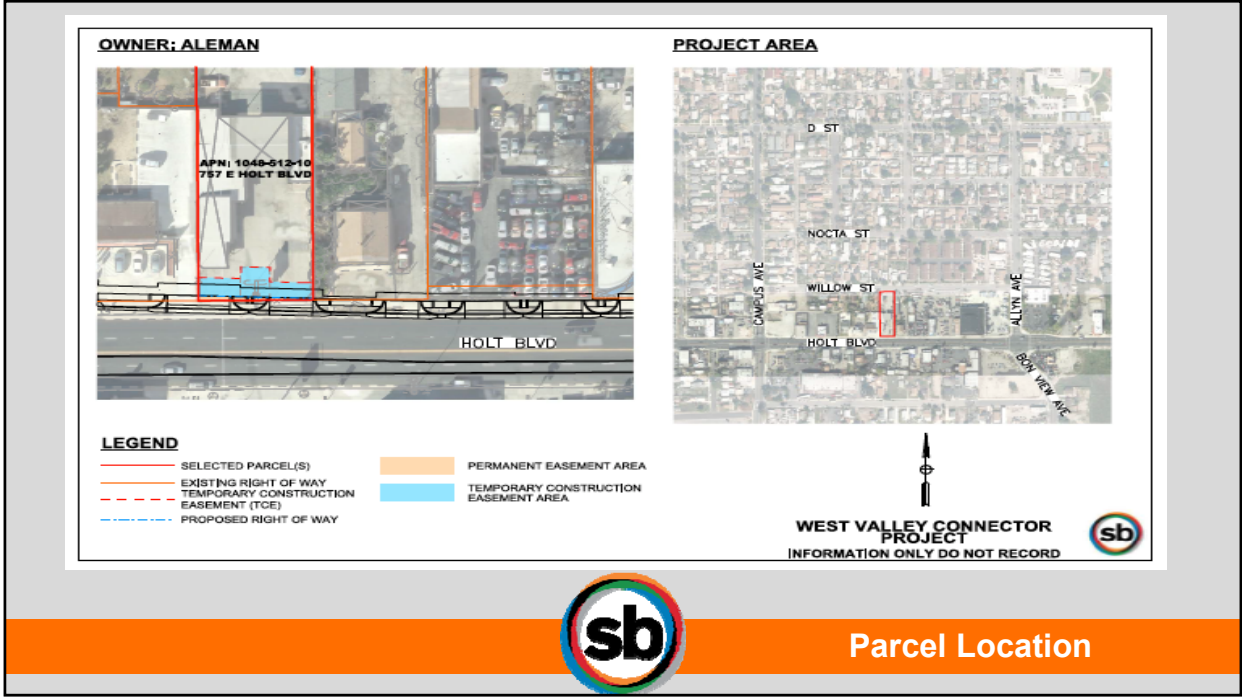 OWNER: ALEMAN
APN: 1048-512-10
757 E HOLT BLVD
HOLT BLVD
PROJECT AREA
D ST
NOCTA ST
WILLOW ST
CAMPUS AVE
ALLYN AVE
HOLT BLVD
BON VIEW AVE
LEGEND
SELECTED PARCEL(S)
EXISTING RIGHT OF WAY
TEMPORARY CONSTRUCTION
EASEMENT (TCE)
PROPOSED RIGHT OF WAY
PERMANENT EASEMENT AREA
TEMPORARY CONSTRUCTION
EASEMENT AREA
WEST VALLEY CONNECTOR
PROJECT
INFORMATION ONLY DO NOT RECORD
sb
sb
Parcel Location